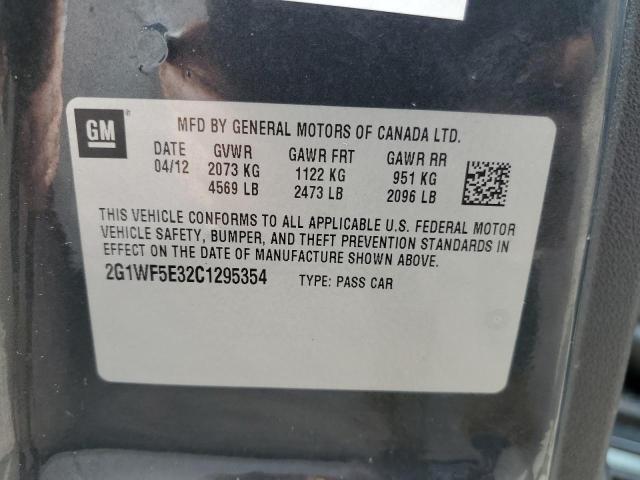 GM
MFD BY GENERAL MOTORS OF CANADA LTD.
DATE GVWR GAWR FRT GAWR RR
04/12 2073 KG 1122 KG 951 KG
4569 LB 2473 LB 2096 LB
THIS VEHICLE CONFORMS TO ALL APPLICABLE U.S. FEDERAL MOTOR
VEHICLE SAFETY, BUMPER, AND THEFT PREVENTION STANDARDS IN
EFFECT ON THE DATE OF MANUFACTURE SHOWN ABOVE.
2G1WF5E32C1295354 TYPE: PASS CAR